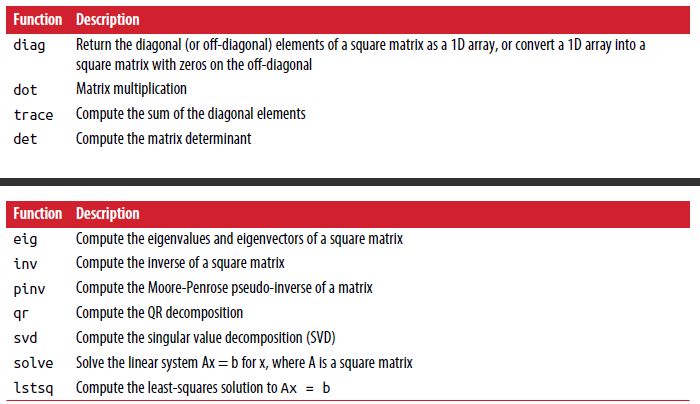 Function Description
diag Return the diagonal (or off-diagonal) elements of a square matrix as a 1D array, or convert a 1D array into a
square matrix with zeros on the off-diagonal
dot Matrix multiplication
trace Compute the sum of the diagonal elements
det Compute the matrix determinant
Function Description
eig Compute the eigenvalues and eigenvectors of a square matrix
inv Compute the inverse of a square matrix
pinv Compute the Moore-Penrose pseudo-inverse of a matrix
qr Compute the QR decomposition
svd Compute the singular value decomposition (SVD)
solve Solve the linear system Ax = b for x, where A is a square matrix
lstsq Compute the least-squares solution to Ax = b